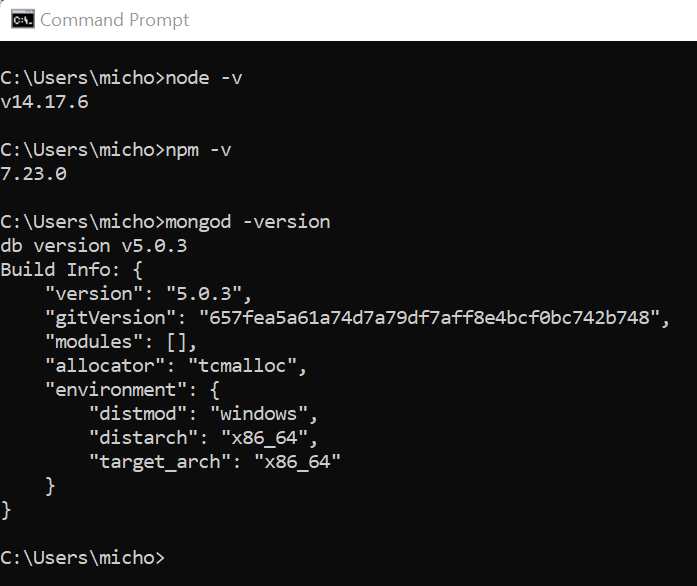 Command Prompt
C:\Users\micho>node -v
v14.17.6
C:\Users\micho>npm -v
7.23.0
C:\Users\micho>mongod -version
db version v5.0.3
Build Info: {
    "version": "5.0.3",
    "gitVersion": "657fea5a61a74d7a79df7aff8e4bcf0bc742b748",
    "modules": [],
    "allocator": "tcmalloc",
    "environment": {
        "distmod": "windows",
        "distarch": "x86_64",
        "target_arch": "x86_64"
    }
}
C:\Users\micho>